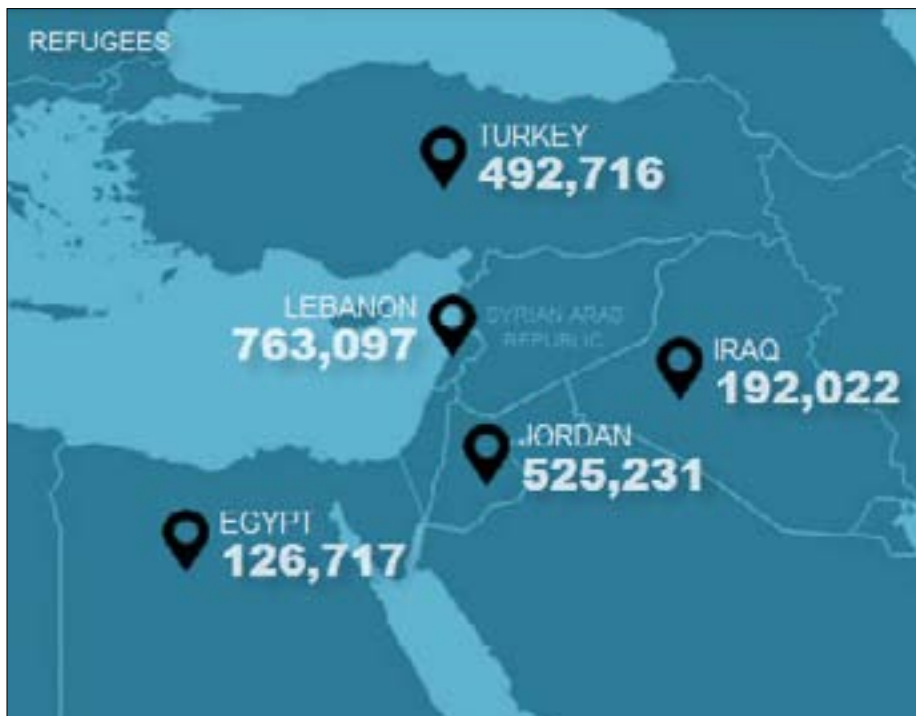 REFUGEES
TURKEY
492,716
LEBANON
763,097
SYRIAN ARAB
REPUBLIC
IRAQ
192,022
JORDAN
525,231
EGYPT
126,717